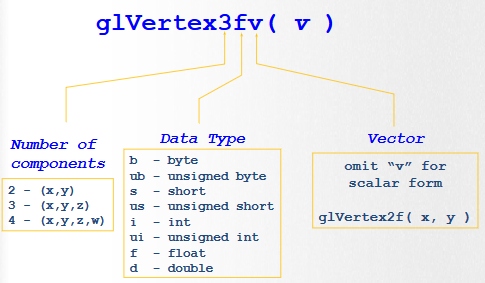 glVertex3fv( v )
Number of
components
2 - (x,y)
3 - (x,y,z)
4 - (x,y,z,w)
Data Type
b - byte
ub - unsigned byte
s - short
us - unsigned short
i - int
ui - unsigned int
f - float
d - double
Vector
omit “v” for
scalar form
glVertex2f( x, y )